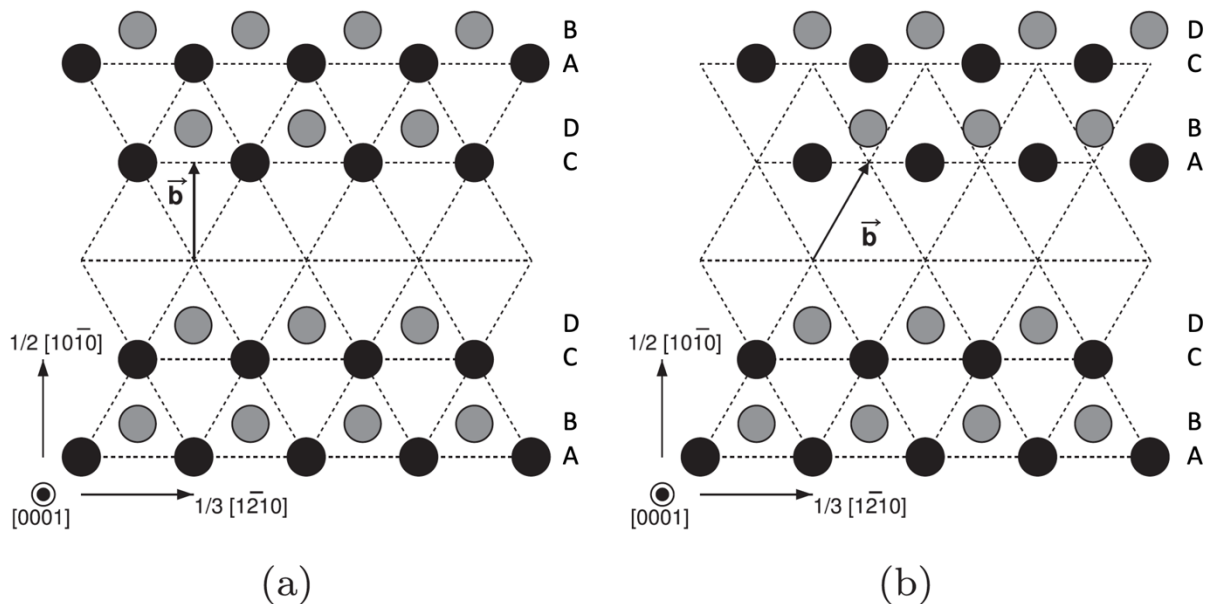 B
A
D
C
b⃗
D
1/2 [101̄0]
C
B
A
[0001]
1/3 [12̄10]
(a)
D
C
B
A
b⃗
D
1/2 [101̄0]
C
B
A
[0001]
1/3 [12̄10]
(b)